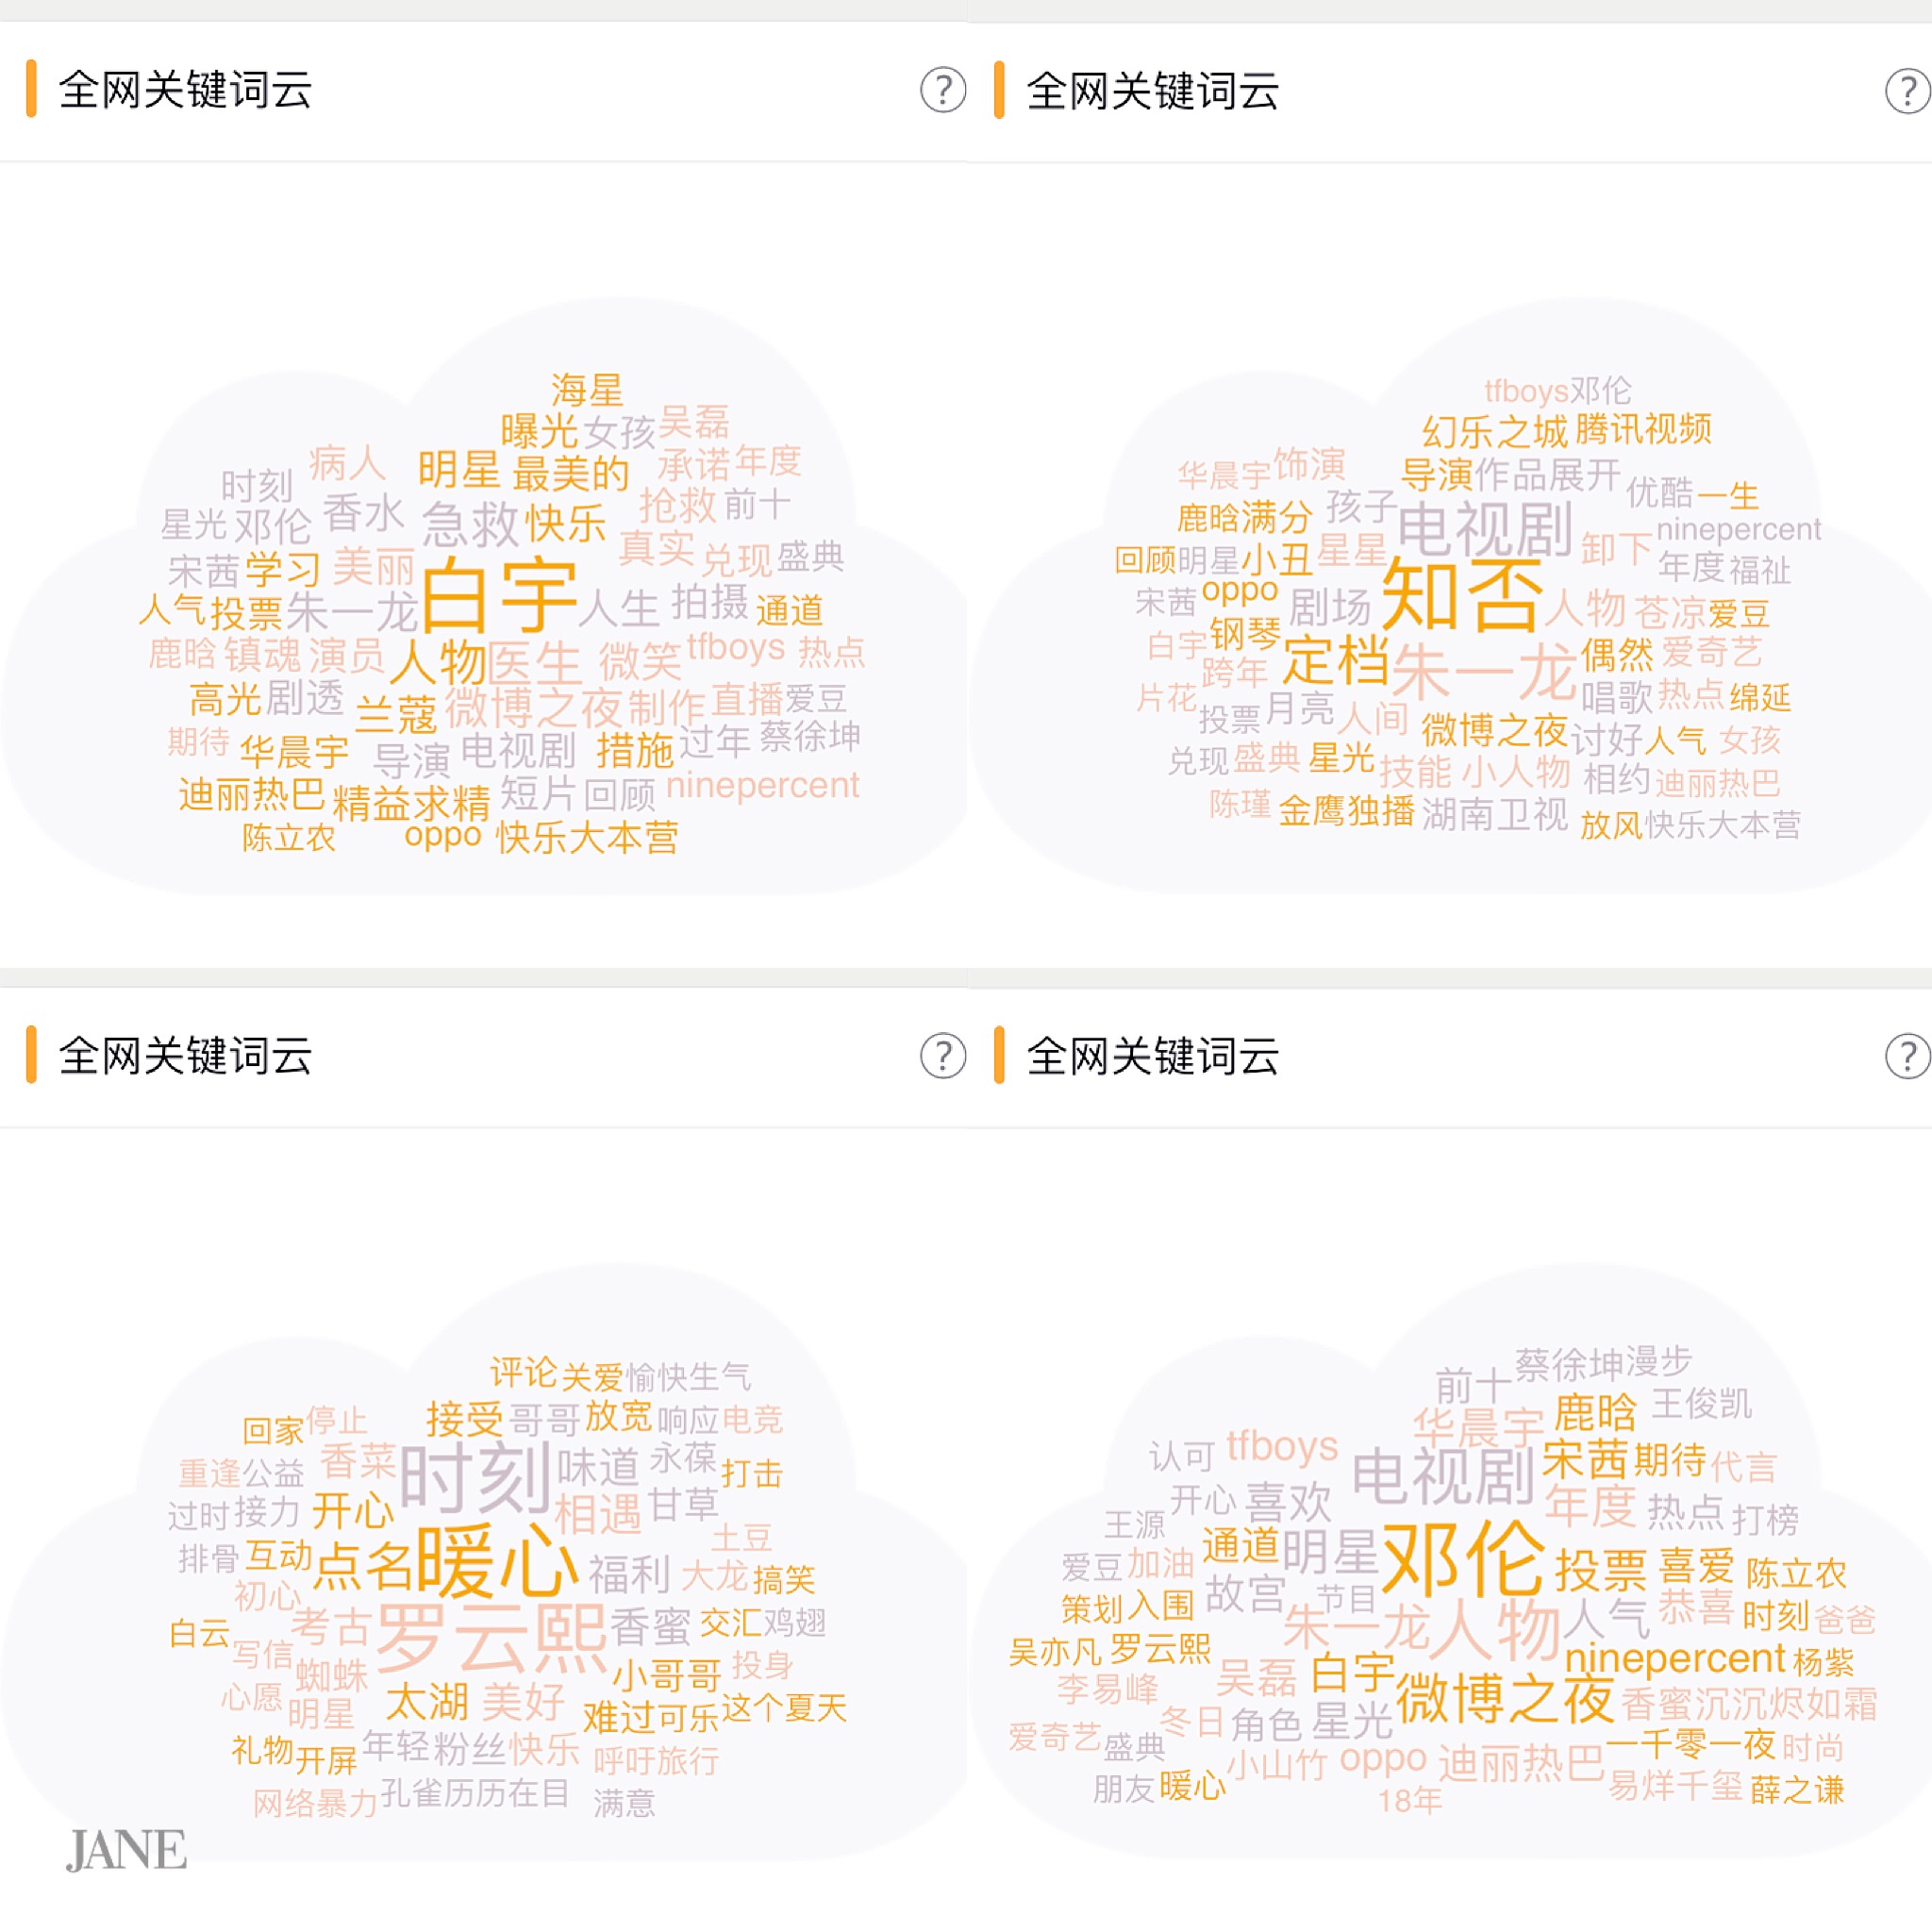 全网关键词云
海星
曝光 女孩 吴磊
病人 明星 最美的 承诺 年度
时刻 香水 急救 快乐 抢救 前十
星光 邓伦 真实 兑现 盛典
宋茜 学习 美丽 白宇 人生 拍摄 通道
人气 投票 朱一龙
鹿晗 镇魂 演员 人物 医生 微笑 tfboys 热点
高光 剧透 兰蔻 微博之夜 制作 直播 爱豆
期待 华晨宇 导演 电视剧 措施 过年 蔡徐坤
迪丽热巴 精益求精 短片 回顾 ninepercent
陈立农 oppo 快乐大本营
全网关键词云
tfboys 邓伦
幻乐之城 腾讯视频
华晨宇 饰演 导演 作品展开 优酷 一生
鹿晗 满分 孩子 电视剧 卸下 ninepercent
回顾 明星 小丑 星星 年度 福祉
宋茜 oppo 剧场 知否 人物 苍凉 爱豆
白宇 钢琴 定档 朱一龙 偶然 爱奇艺
片花 跨年 唱歌 热点 绵延
投票 月亮 人间 微博之夜 讨好 人气 女孩
兑现 盛典 星光 技能 小人物 相约 迪丽热巴
陈瑾 金鹰独播 湖南卫视 放风 快乐大本营
全网关键词云
评论 关爱 愉快 生气
回家 停止 接受 哥哥 放宽 响应 电竞
重逢 公益 香菜 时刻 味道 永葆 打击
过时 接力 开心 相遇 甘草
排骨 互动 点名 暖心 福利 土豆 大龙 搞笑
初心
白云 考古 罗云熙 香蜜 交汇 鸡翅
写信 蜘蛛 小哥哥 投身
心愿 明星 太湖 美好 难过 可乐 这个夏天
礼物 开屏 年轻 粉丝 快乐 呼吁 旅行
网络暴力 孔雀 历历在目 满意
JANE
全网关键词云
前十 蔡徐坤 漫步
华晨宇 鹿晗 王俊凯
认可 tfboys 电视剧 宋茜 期待 代言
开心 喜欢 年度 热点 打榜
王源 通道 明星 邓伦 投票 喜爱 陈立农
爱豆 加油
策划 入围 故宫 节目 朱一龙 人物 人气 恭喜 时刻 爸爸
吴亦凡 罗云熙 吴磊 白宇 ninepercent 杨紫
李易峰 微博之夜 香蜜沉沉烬如霜
爱奇艺 盛典 冬日 角色 星光 一千零一夜 时尚
朋友 暖心 小山竹 oppo 迪丽热巴 易烊千玺 薛之谦
18年